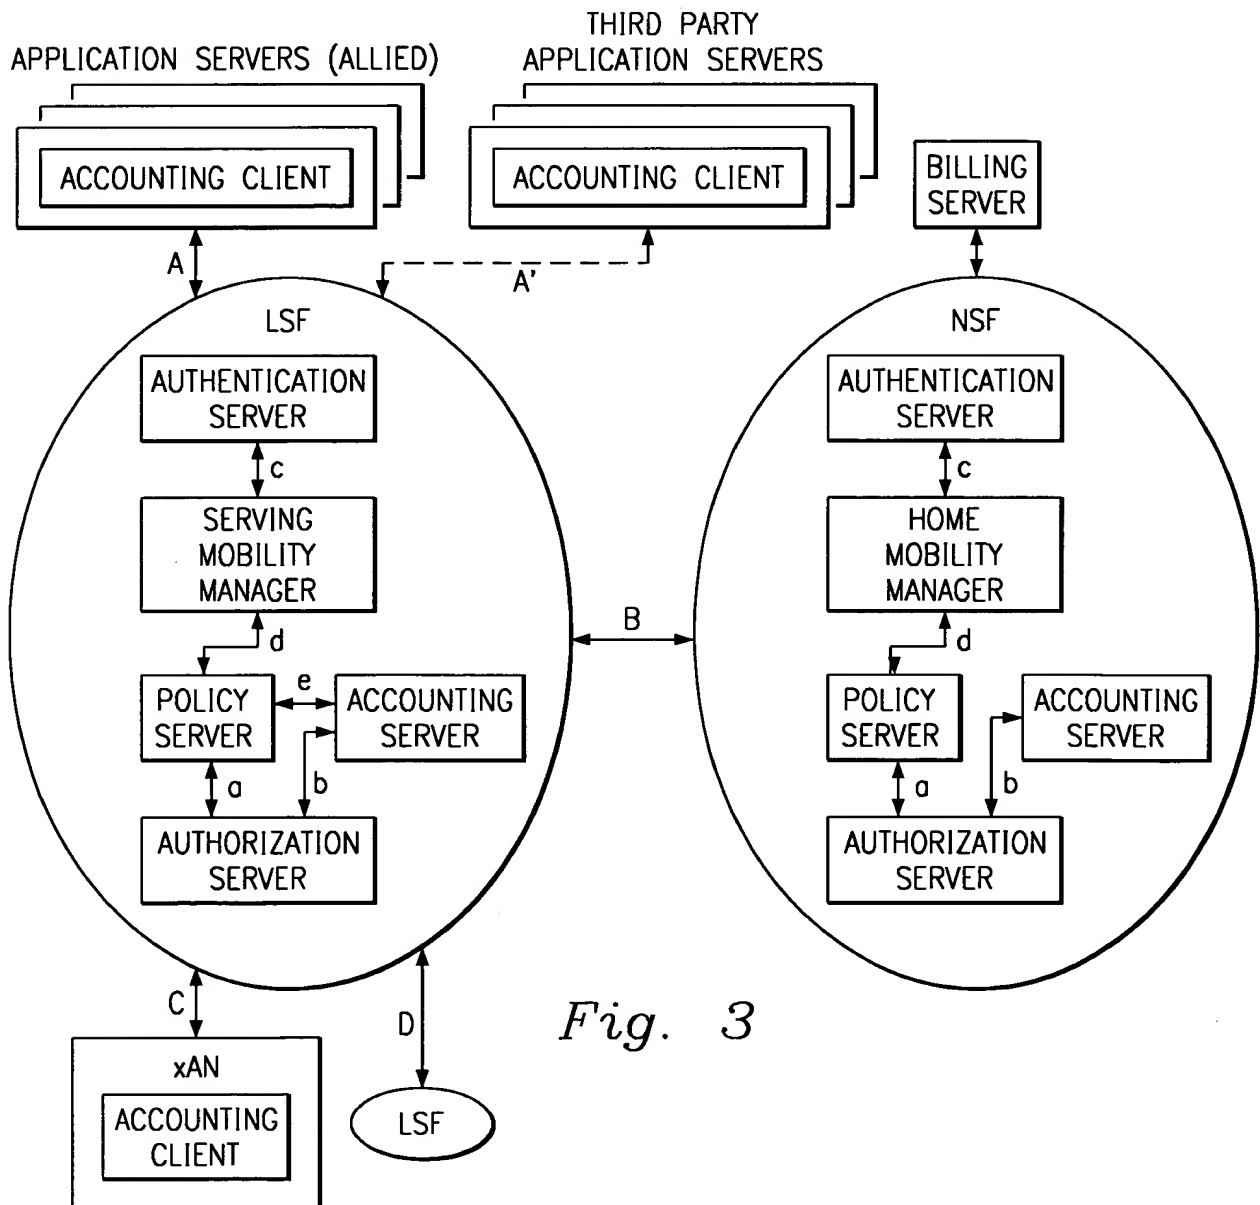 THIRD PARTY
APPLICATION SERVERS (ALLIED)
APPLICATION SERVERS
ACCOUNTING CLIENT
ACCOUNTING CLIENT
BILLING
SERVER
A
A'
LSF
NSF
AUTHENTICATION
SERVER
AUTHENTICATION
SERVER
c
c
SERVING
MOBILITY
MANAGER
HOME
MOBILITY
MANAGER
B
d
d
POLICY
SERVER
e
ACCOUNTING
SERVER
POLICY
SERVER
ACCOUNTING
SERVER
a
b
a
b
AUTHORIZATION
SERVER
AUTHORIZATION
SERVER
C
D
Fig. 3
xAN
ACCOUNTING
CLIENT
LSF